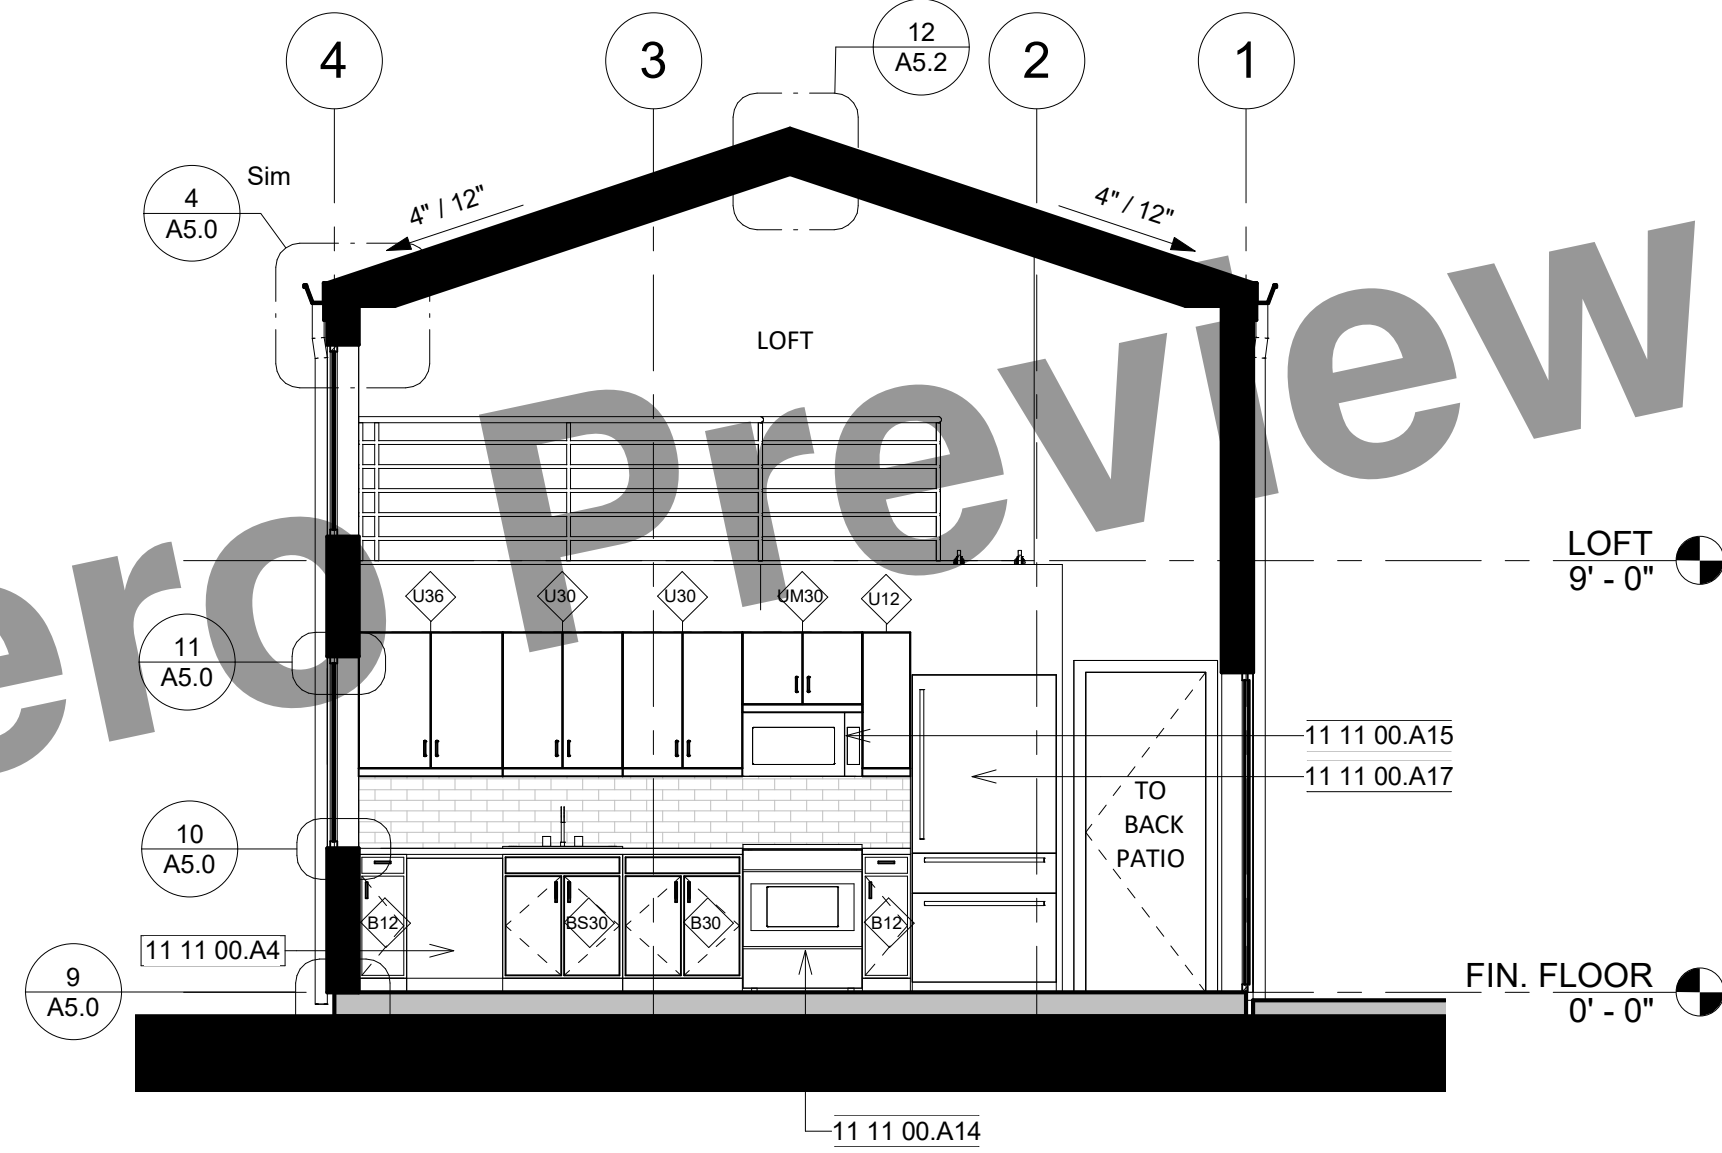 4
3
12
A5.2
2
1
Sim
4
A5.0
4" / 12"
4" / 12"
LOFT
ero Preview
LOFT
9' - 0"
U36
U30
U30
UM30
U12
11
A5.0
11 11 00.A15
11 11 00.A17
TO
BACK
PATIO
10
A5.0
B12
BS30
B30
B12
11 11 00.A4
9
A5.0
FIN. FLOOR
0' - 0"
11 11 00.A14